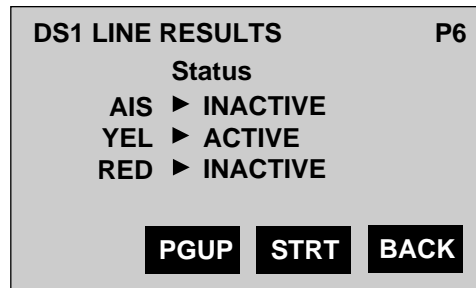 DS1 LINE RESULTS P6
Status
AIS ► INACTIVE
YEL ► ACTIVE
RED ► INACTIVE
PGUP STRT BACK